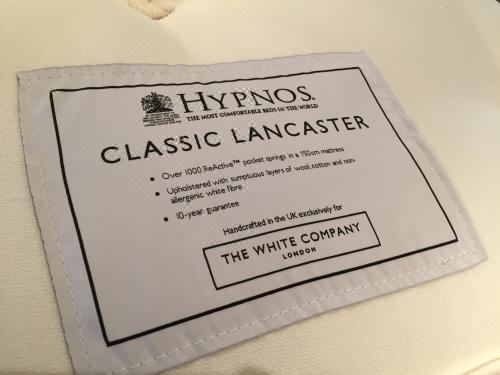 HYPNOS.
THE MOST COMFORTABLE BEDS IN THE WORLD
CLASSIC LANCASTER
• Over 1000 ReActive™ pocket springs in a 150cm mattress
• Upholstered with sumptuous layers of wool, cotton and non-
allergenic white fibre
• 10-year guarantee
Handcrafted in the UK exclusively for
THE WHITE COMPANY
LONDON